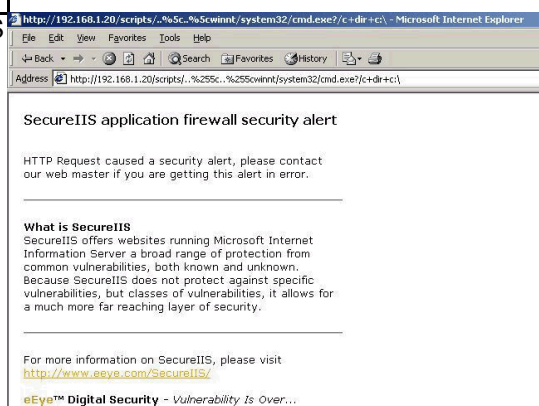 S
http://192.168.1.20/scripts/..%5c..%5cwinnt/system32/cmd.exe?/c+dir+c:\ - Microsoft Internet Explorer
File Edit View Favorites Tools Help
Back Search Favorites History
Address http://192.168.1.20/scripts/..%255c..%255cwinnt/system32/cmd.exe?/c+dir+c:\
SecureIIS application firewall security alert
HTTP Request caused a security alert, please contact
our web master if you are getting this alert in error.
What is SecureIIS
SecureIIS offers websites running Microsoft Internet
Information Server a broad range of protection from
common vulnerabilities, both known and unknown.
Because SecureIIS does not protect against specific
vulnerabilities, but classes of vulnerabilities, it allows for
a much more far reaching layer of security.
For more information on SecureIIS, please visit
http://www.eeye.com/SecureIIS/
eEye™ Digital Security - Vulnerability Is Over...